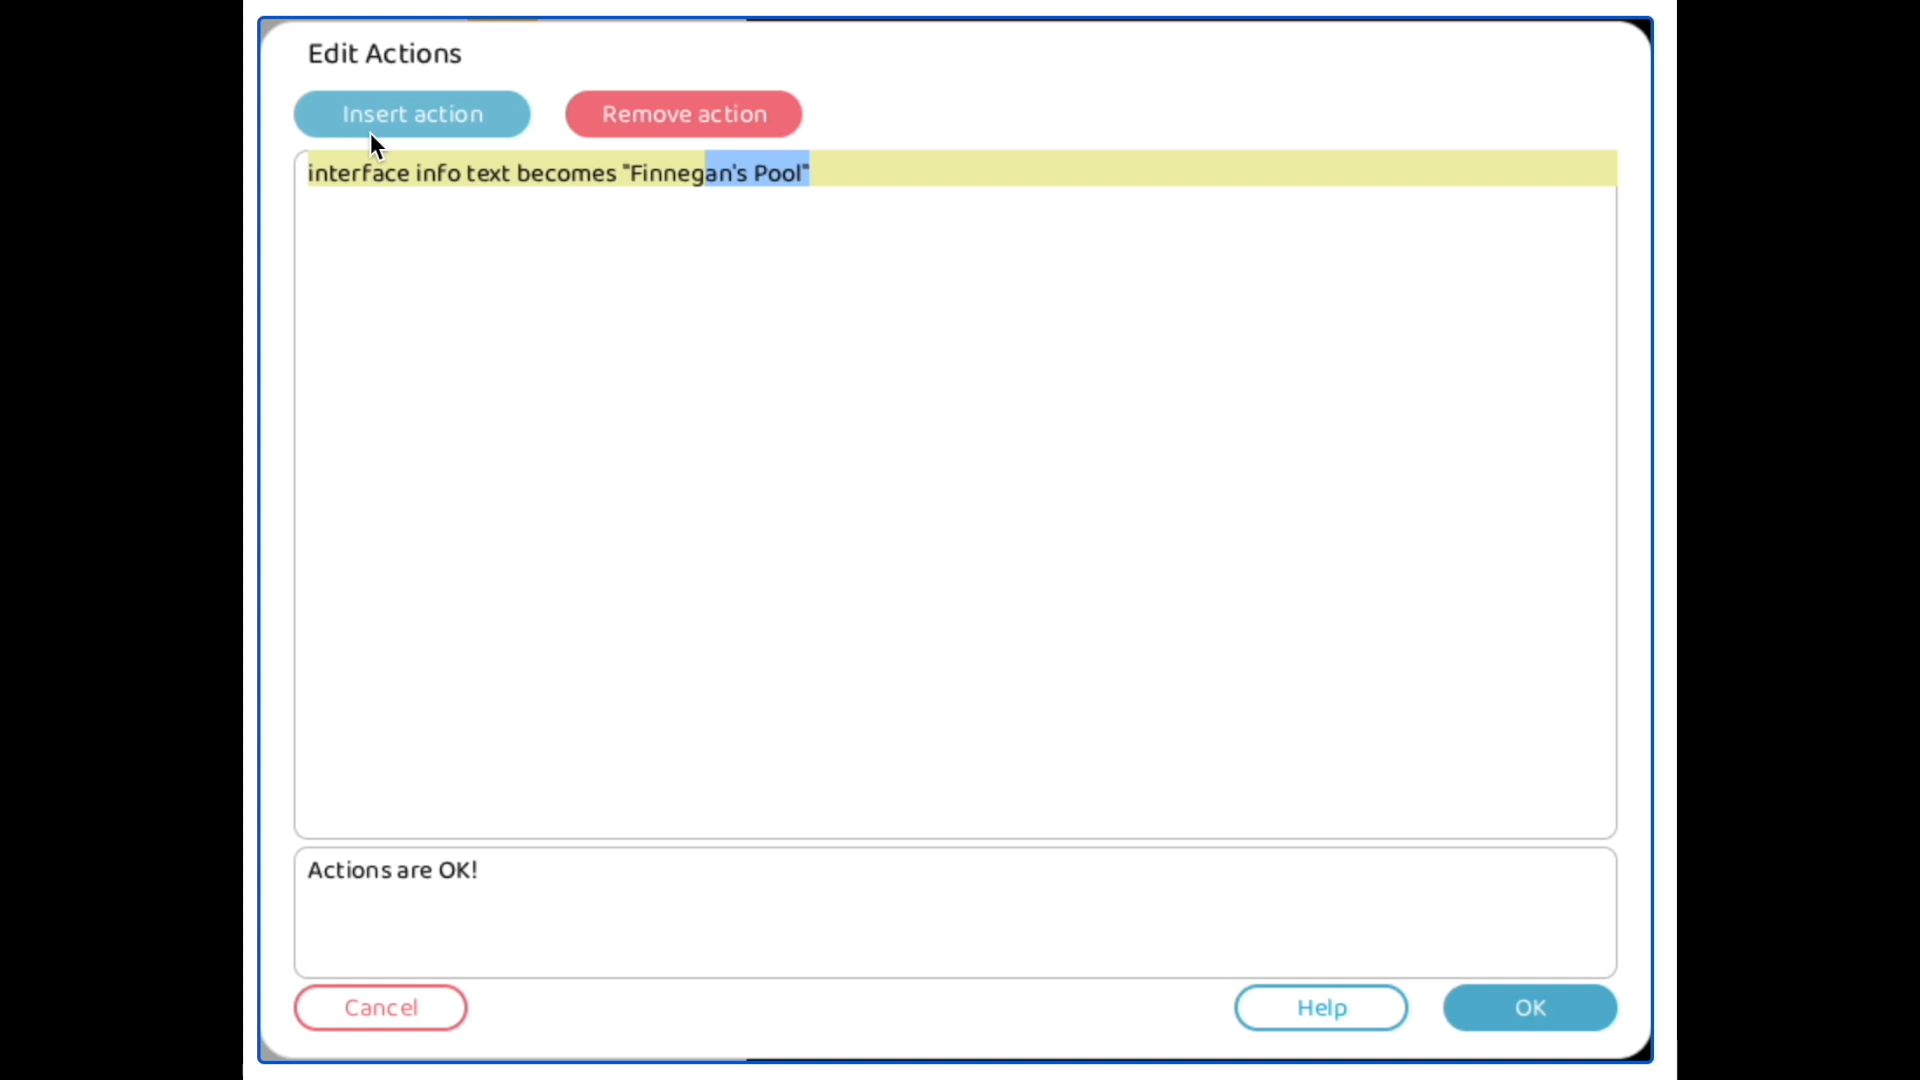 Edit Actions
Insert action
Remove action
interface info text becomes "Finnegan's Pool"
Actions are OK!
Cancel
Help
OK